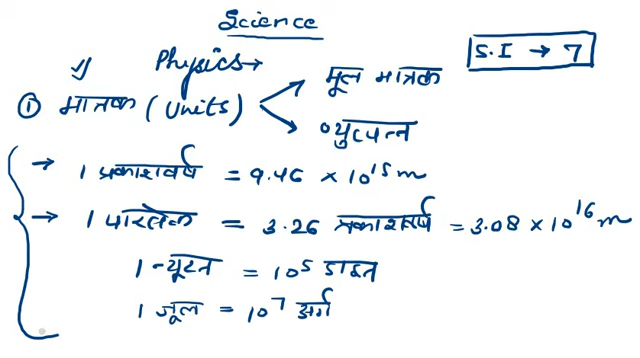 Science
Physics →
S.I → 7
① मात्रक (Units)
मूल मात्रक
व्युत्पन्न
→ 1 प्रकाशवर्ष = 9.46 × 10¹⁵ m
→ 1 पारसेक = 3.26 प्रकाशवर्ष = 3.08 × 10¹⁶ m
1 न्यूटन = 10⁵ डाइन
1 जूल = 10⁷ अर्ग